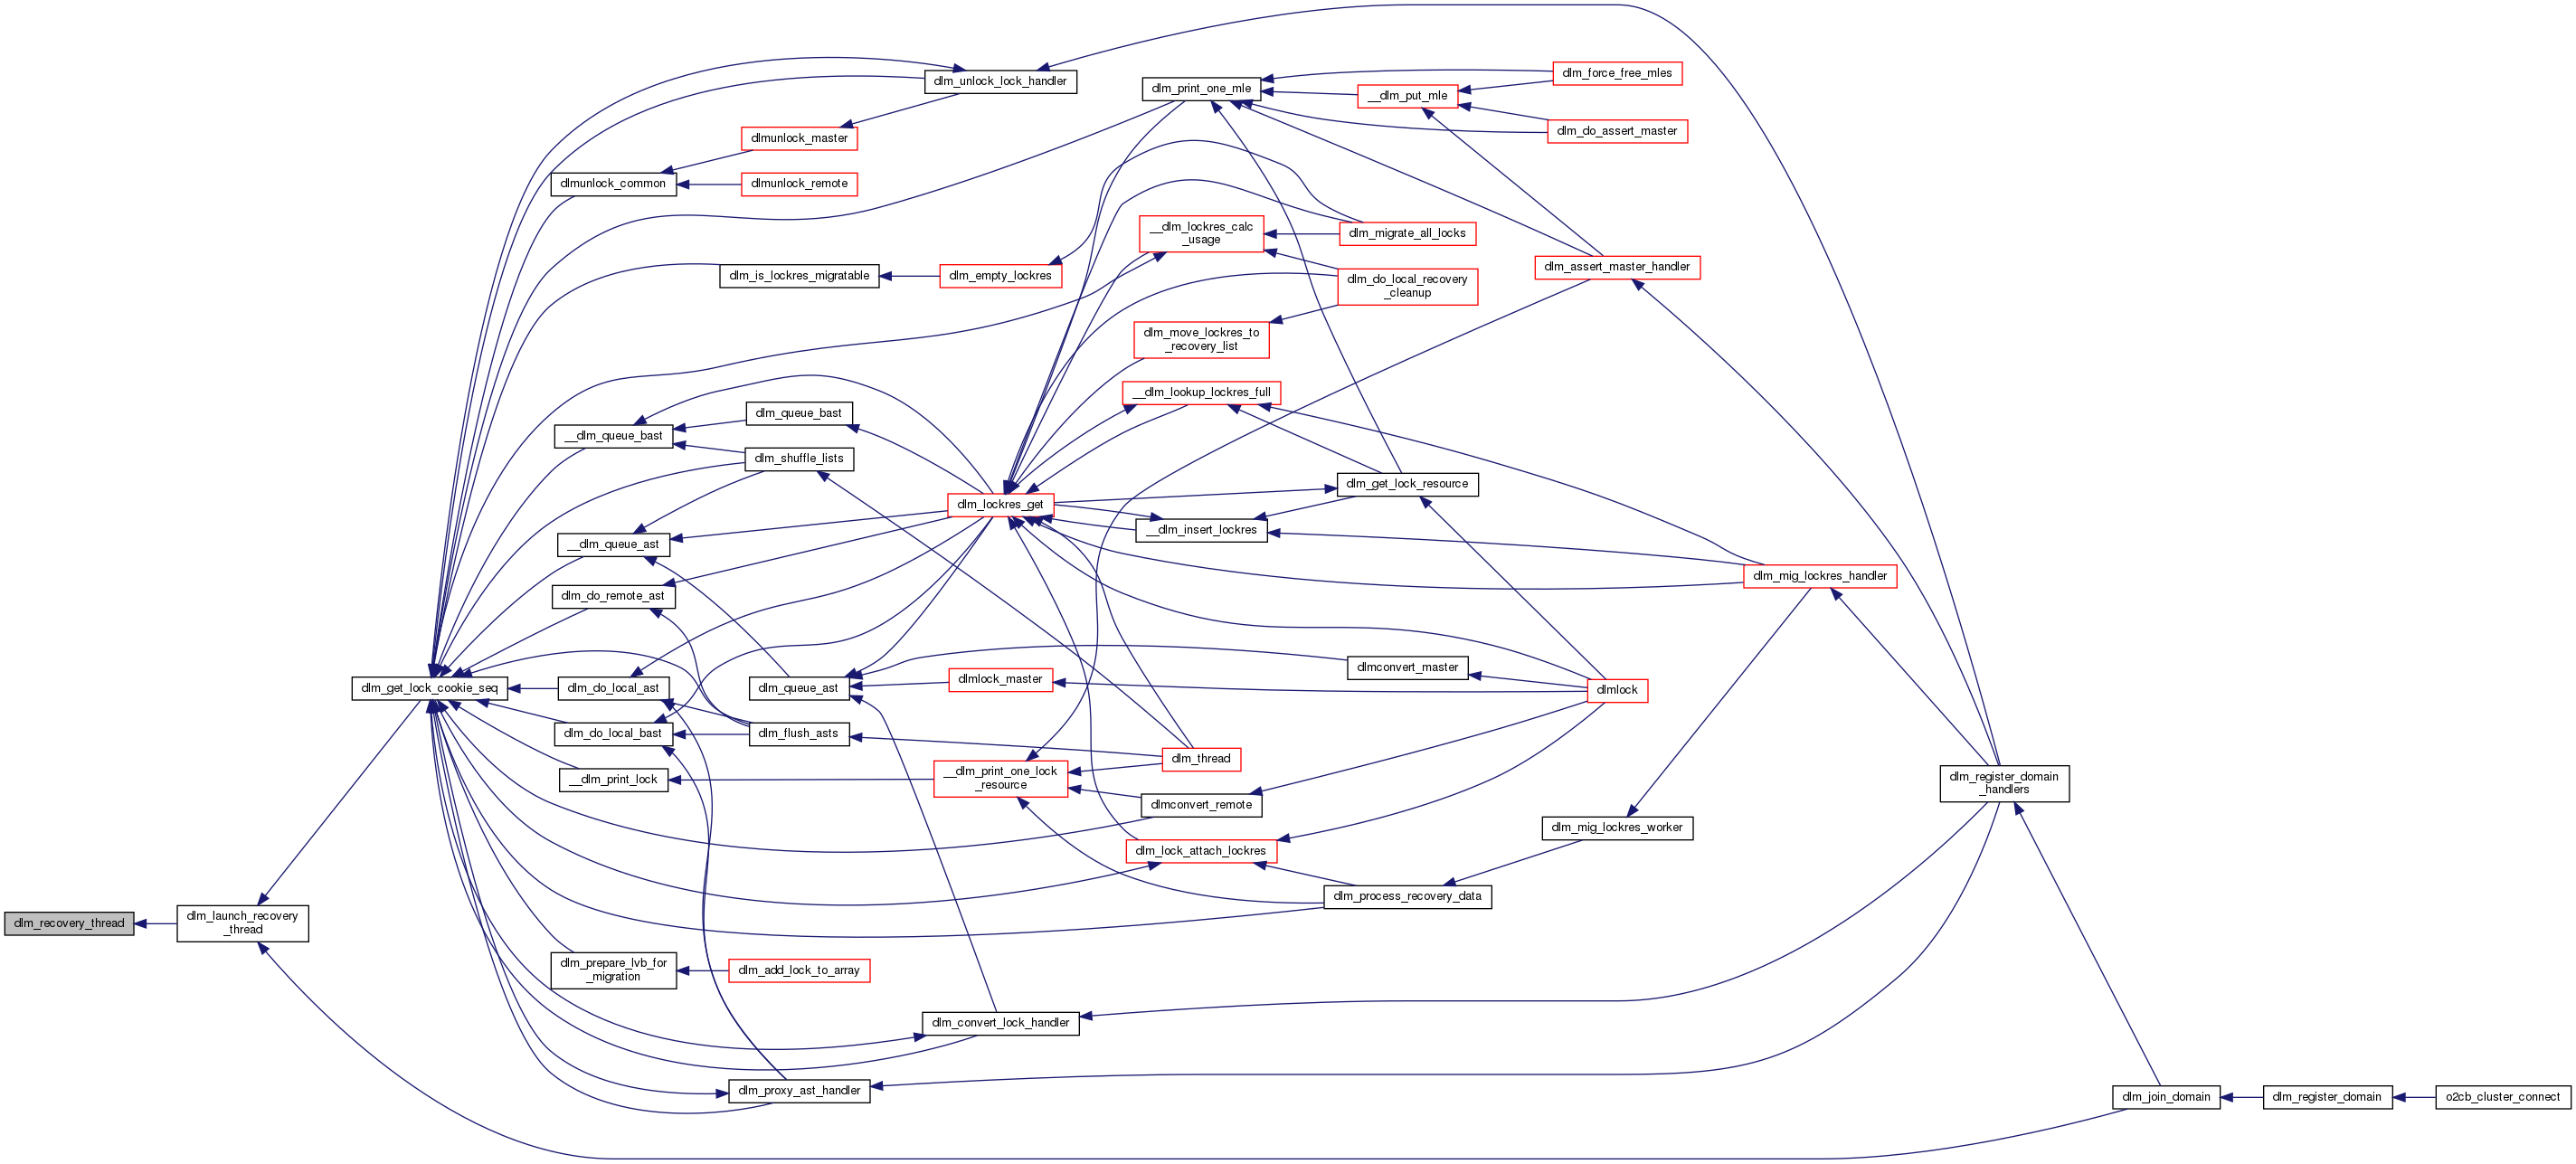 dlm_recovery_thread
dlm_launch_recovery
_thread
dlm_get_lock_cookie_seq
dlmunlock_common
__dlm_queue_bast
__dlm_queue_ast
dlm_do_remote_ast
dlm_do_local_ast
dlm_do_local_bast
__dlm_print_lock
dlm_prepare_lvb_for
_migration
dlmunlock_master
dlmunlock_remote
dlm_is_lockres_migratable
dlm_queue_bast
dlm_shuffle_lists
dlm_queue_ast
dlm_flush_asts
dlm_add_lock_to_array
dlm_proxy_ast_handler
dlm_unlock_lock_handler
dlm_empty_lockres
dlm_lockres_get
dlmlock_master
__dlm_print_one_lock
_resource
dlm_convert_lock_handler
dlm_print_one_mle
__dlm_lockres_calc
_usage
dlm_move_lockres_to
_recovery_list
__dlm_lookup_lockres_full
__dlm_insert_lockres
dlm_thread
dlmconvert_remote
dlm_lock_attach_lockres
__dlm_put_mle
dlm_migrate_all_locks
dlm_do_local_recovery
_cleanup
dlm_get_lock_resource
dlmconvert_master
dlm_process_recovery_data
dlm_force_free_mles
dlm_do_assert_master
dlm_assert_master_handler
dlmlock
dlm_mig_lockres_worker
dlm_mig_lockres_handler
dlm_register_domain
_handlers
dlm_join_domain
dlm_register_domain
o2cb_cluster_connect